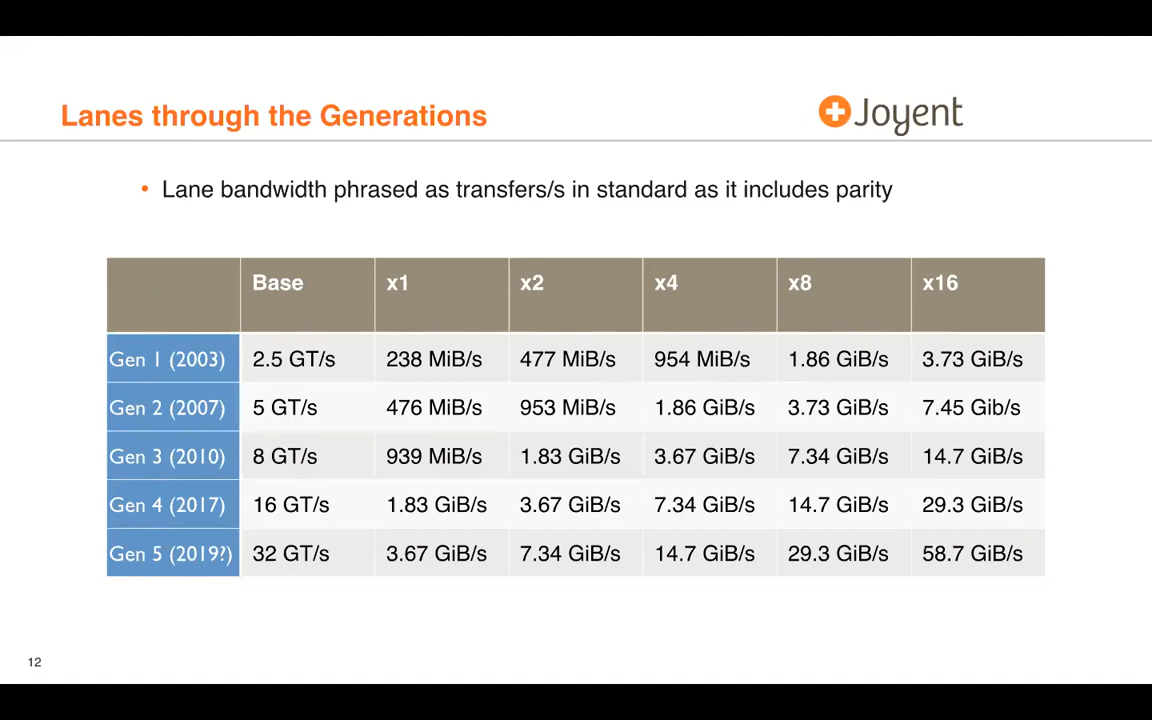 Lanes through the Generations
Joyent
• Lane bandwidth phrased as transfers/s in standard as it includes parity
Base x1 x2 x4 x8 x16
Gen 1 (2003) 2.5 GT/s 238 MiB/s 477 MiB/s 954 MiB/s 1.86 GiB/s 3.73 GiB/s
Gen 2 (2007) 5 GT/s 476 MiB/s 953 MiB/s 1.86 GiB/s 3.73 GiB/s 7.45 Gib/s
Gen 3 (2010) 8 GT/s 939 MiB/s 1.83 GiB/s 3.67 GiB/s 7.34 GiB/s 14.7 GiB/s
Gen 4 (2017) 16 GT/s 1.83 GiB/s 3.67 GiB/s 7.34 GiB/s 14.7 GiB/s 29.3 GiB/s
Gen 5 (2019?) 32 GT/s 3.67 GiB/s 7.34 GiB/s 14.7 GiB/s 29.3 GiB/s 58.7 GiB/s
12